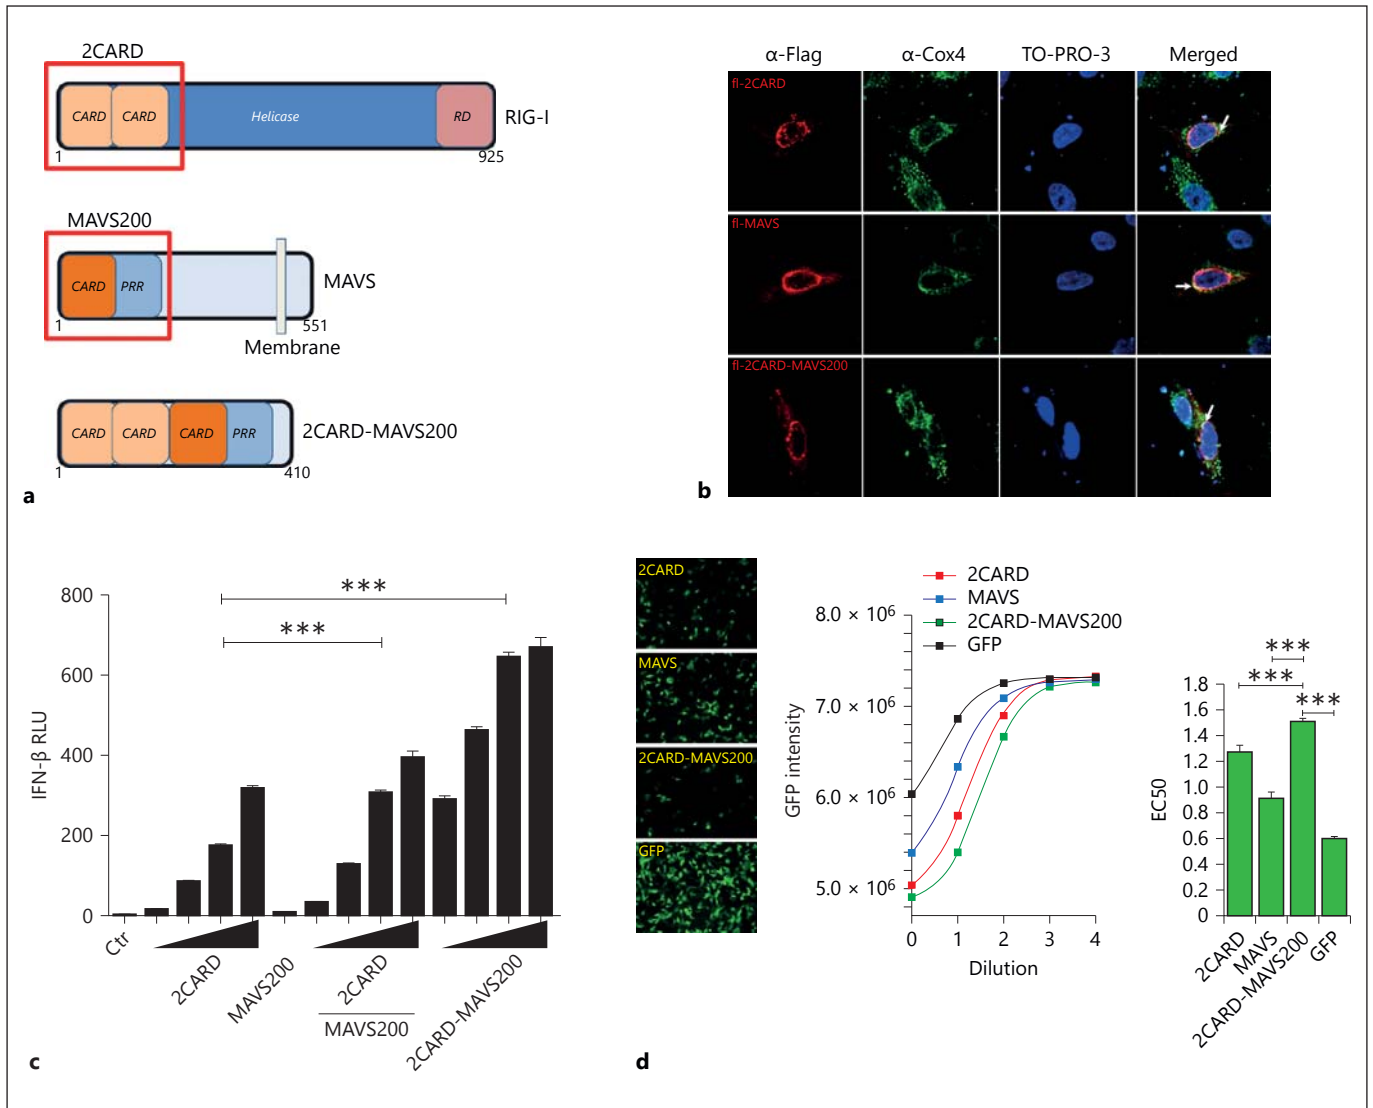 2CARD
CARD CARD Helicase RD RIG-I
1 925
MAVS200
CARD PRR MAVS
1 551
Membrane
CARD CARD CARD PRR 2CARD-MAVS200
1 410
a
α-Flag α-Cox4 TO-PRO-3 Merged
fl-2CARD
fl-MAVS
fl-2CARD-MAVS200
b
IFN-β RLU
800
600
400
200
0
***
***
Ctr
2CARD
MAVS200
2CARD
MAVS200
2CARD-MAVS200
c
2CARD
MAVS
2CARD-MAVS200
GFP
2CARD
MAVS
2CARD-MAVS200
GFP
GFP intensity
8.0 × 10⁶
7.0 × 10⁶
6.0 × 10⁶
5.0 × 10⁶
0 1 2 3 4
Dilution
***
***
***
EC50
1.8
1.6
1.4
1.2
1.0
0.8
0.6
0.4
0.2
0
2CARD
MAVS
2CARD-MAVS200
GFP
d